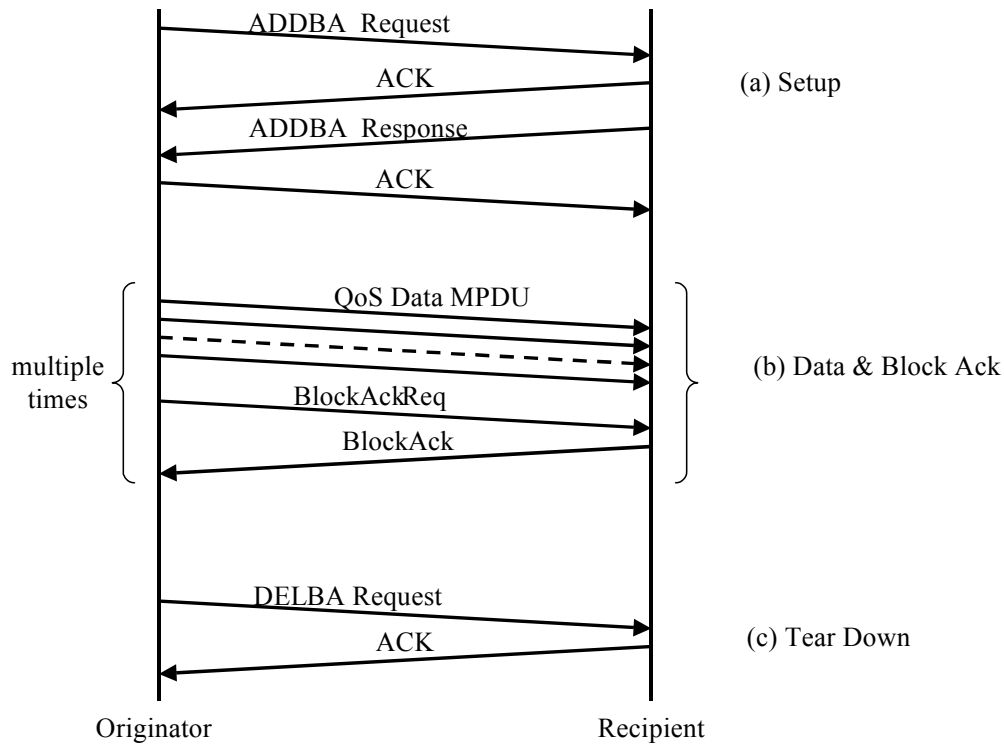 ADDBA Request
ACK
(a) Setup
ADDBA Response
ACK
QoS Data MPDU
multiple
times
(b) Data & Block Ack
BlockAckReq
BlockAck
DELBA Request
ACK
(c) Tear Down
Originator
Recipient